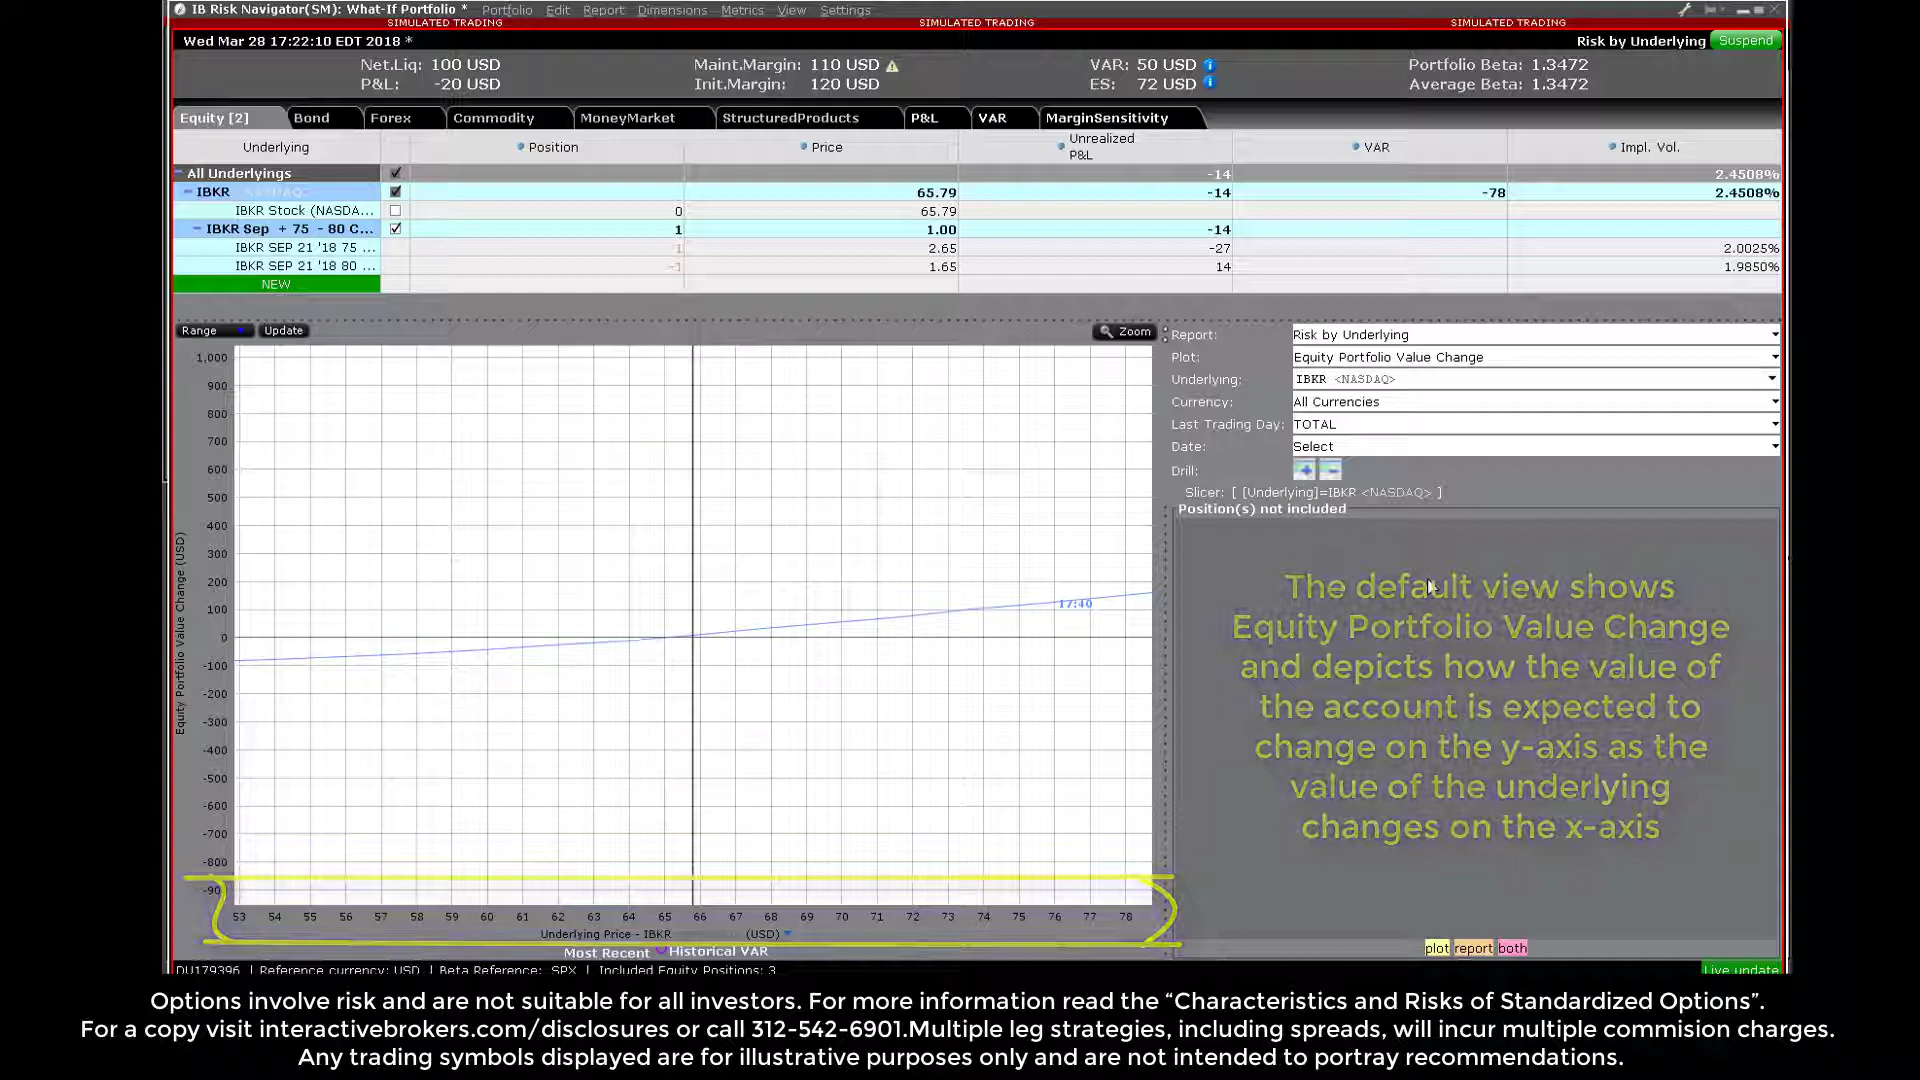 IB Risk Navigator(SM): What-If Portfolio * Portfolio Edit Report Dimensions Metrics View Settings
SIMULATED TRADING SIMULATED TRADING SIMULATED TRADING
Wed Mar 28 17:22:10 EDT 2018 * Risk by Underlying Suspend
Net.Liq: 100 USD Maint.Margin: 110 USD VAR: 50 USD Portfolio Beta: 1.3472
P&L: -20 USD Init.Margin: 120 USD ES: 72 USD Average Beta: 1.3472
Equity [2] Bond Forex Commodity MoneyMarket StructuredProducts P&L VAR MarginSensitivity
Underlying Position Price Unrealized P&L VAR Impl. Vol.
All Underlyings -14 2.4508%
IBKR NASDAQ 65.79 -14 -78 2.4508%
IBKR Stock (NASDA... 0 65.79
IBKR Sep + 75 - 80 C... 1 1.00 -14
IBKR SEP 21 '18 75 ... 1 2.65 -27 2.0025%
IBKR SEP 21 '18 80 ... -1 1.65 14 1.9850%
NEW
Range Update Zoom
1,000
900
800
700
600
500
400
300
200
100
0
-100
-200
-300
-400
-500
-600
-700
-800
-90
Equity Portfolio Value Change (USD)
17:40
53 54 55 56 57 58 59 60 61 62 63 64 65 66 67 68 69 70 71 72 73 74 75 76 77 78
Underlying Price - IBKR (USD)
Most Recent Historical VAR
Report: Risk by Underlying
Plot: Equity Portfolio Value Change
Underlying: IBKR <NASDAQ>
Currency: All Currencies
Last Trading Day: TOTAL
Date: Select
Drill: + -
Slicer: [ [Underlying]=IBKR <NASDAQ> ]
Position(s) not included
The default view shows
Equity Portfolio Value Change
and depicts how the value of
the account is expected to
change on the y-axis as the
value of the underlying
changes on the x-axis
plot report both
DU179396 | Reference currency: USD | Beta Reference: SPX | Included Equity Positions: 3 Live update
Options involve risk and are not suitable for all investors. For more information read the “Characteristics and Risks of Standardized Options”.
For a copy visit interactivebrokers.com/disclosures or call 312-542-6901.Multiple leg strategies, including spreads, will incur multiple commision charges.
Any trading symbols displayed are for illustrative purposes only and are not intended to portray recommendations.